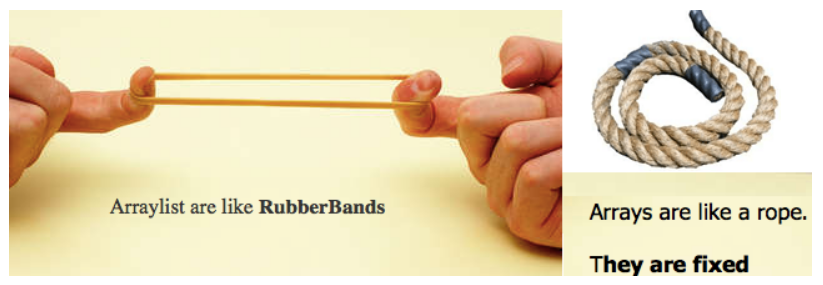 Arraylist are like RubberBands
Arrays are like a rope.
They are fixed